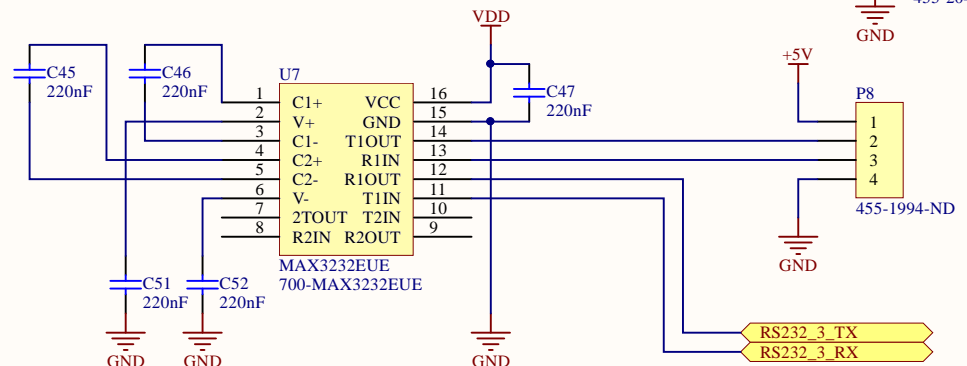 VDD
GND
+5V
C45
220nF
C46
220nF
U7
C47
220nF
P8
1 C1+ VCC 16
2 V+ GND 15
3 C1- T1OUT 14
4 C2+ R1IN 13
5 C2- R1OUT 12
6 V- T1IN 11
7 2TOUT T2IN 10
8 R2IN R2OUT 9
1
2
3
4
455-1994-ND
MAX3232EUE
700-MAX3232EUE
C51
220nF
C52
220nF
GND
GND
GND
GND
RS232_3_TX
RS232_3_RX